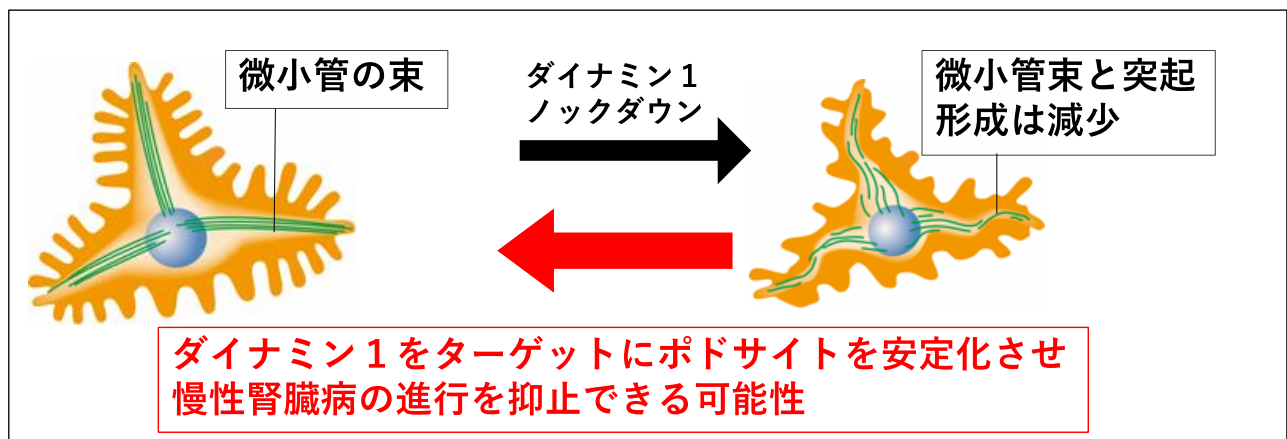 微小管の束
ダイナミン１
ノックダウン
微小管束と突起
形成は減少
ダイナミン１をターゲットにポドサイトを安定化させ
慢性腎臓病の進行を抑止できる可能性